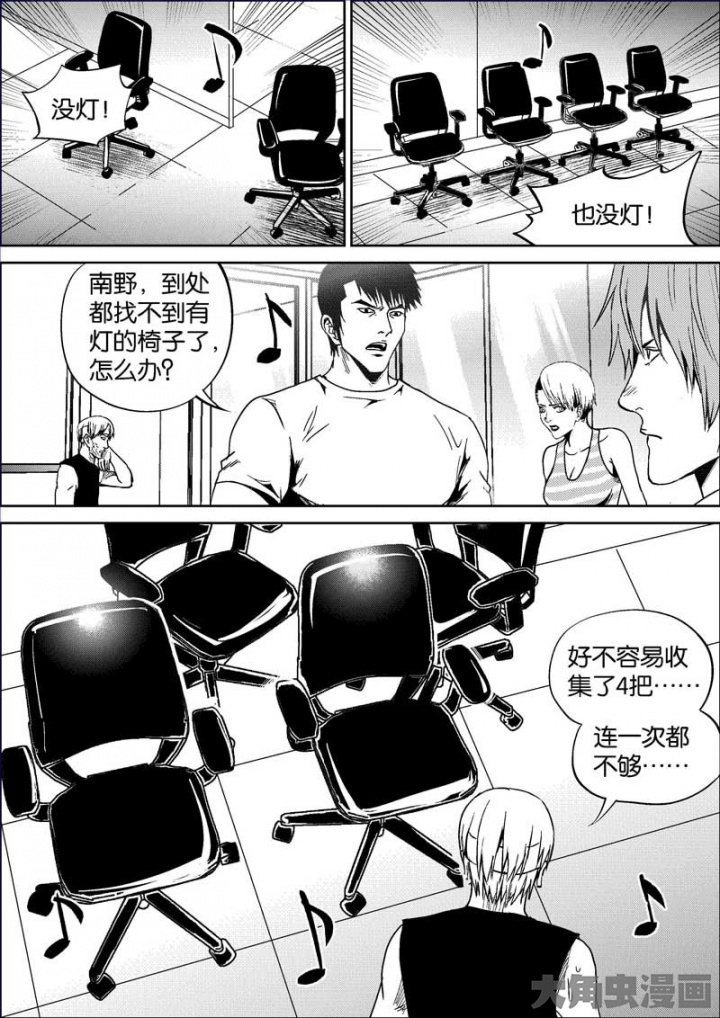 没灯！
也没灯！
南野，到处
都找不到有
灯的椅子了，
怎么办？
好不容易收
集了4把……
连一次都
不够……
大角虫漫画